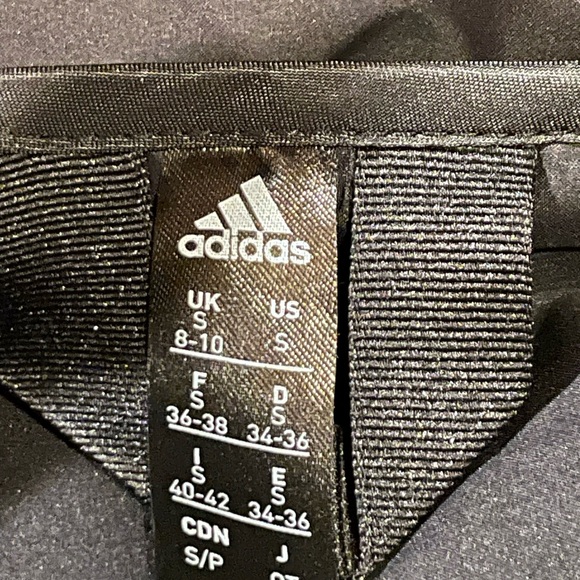 adidas
UK US
S S
8-10
F D
S S
36-38 34-36
I E
S S
40-42 34-36
CDN J
S/P